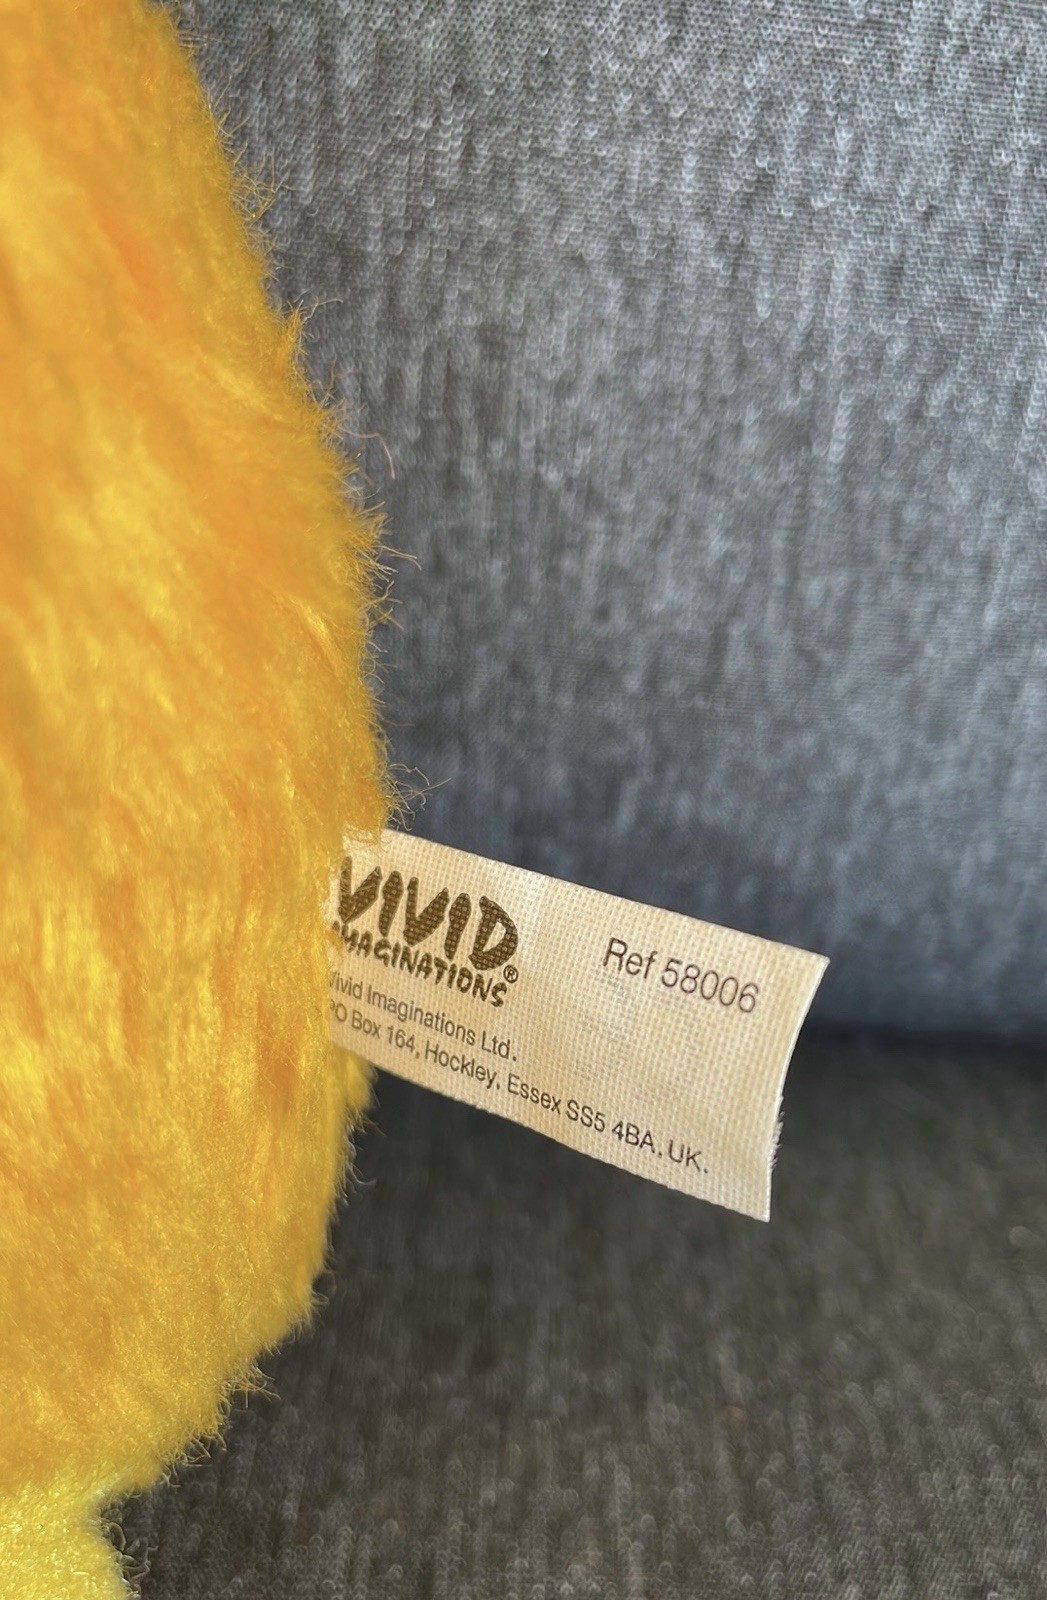 VIVID
IMAGINATIONS®
Ref 58006
Vivid Imaginations Ltd.
PO Box 164, Hockley, Essex SS5 4BA, UK.